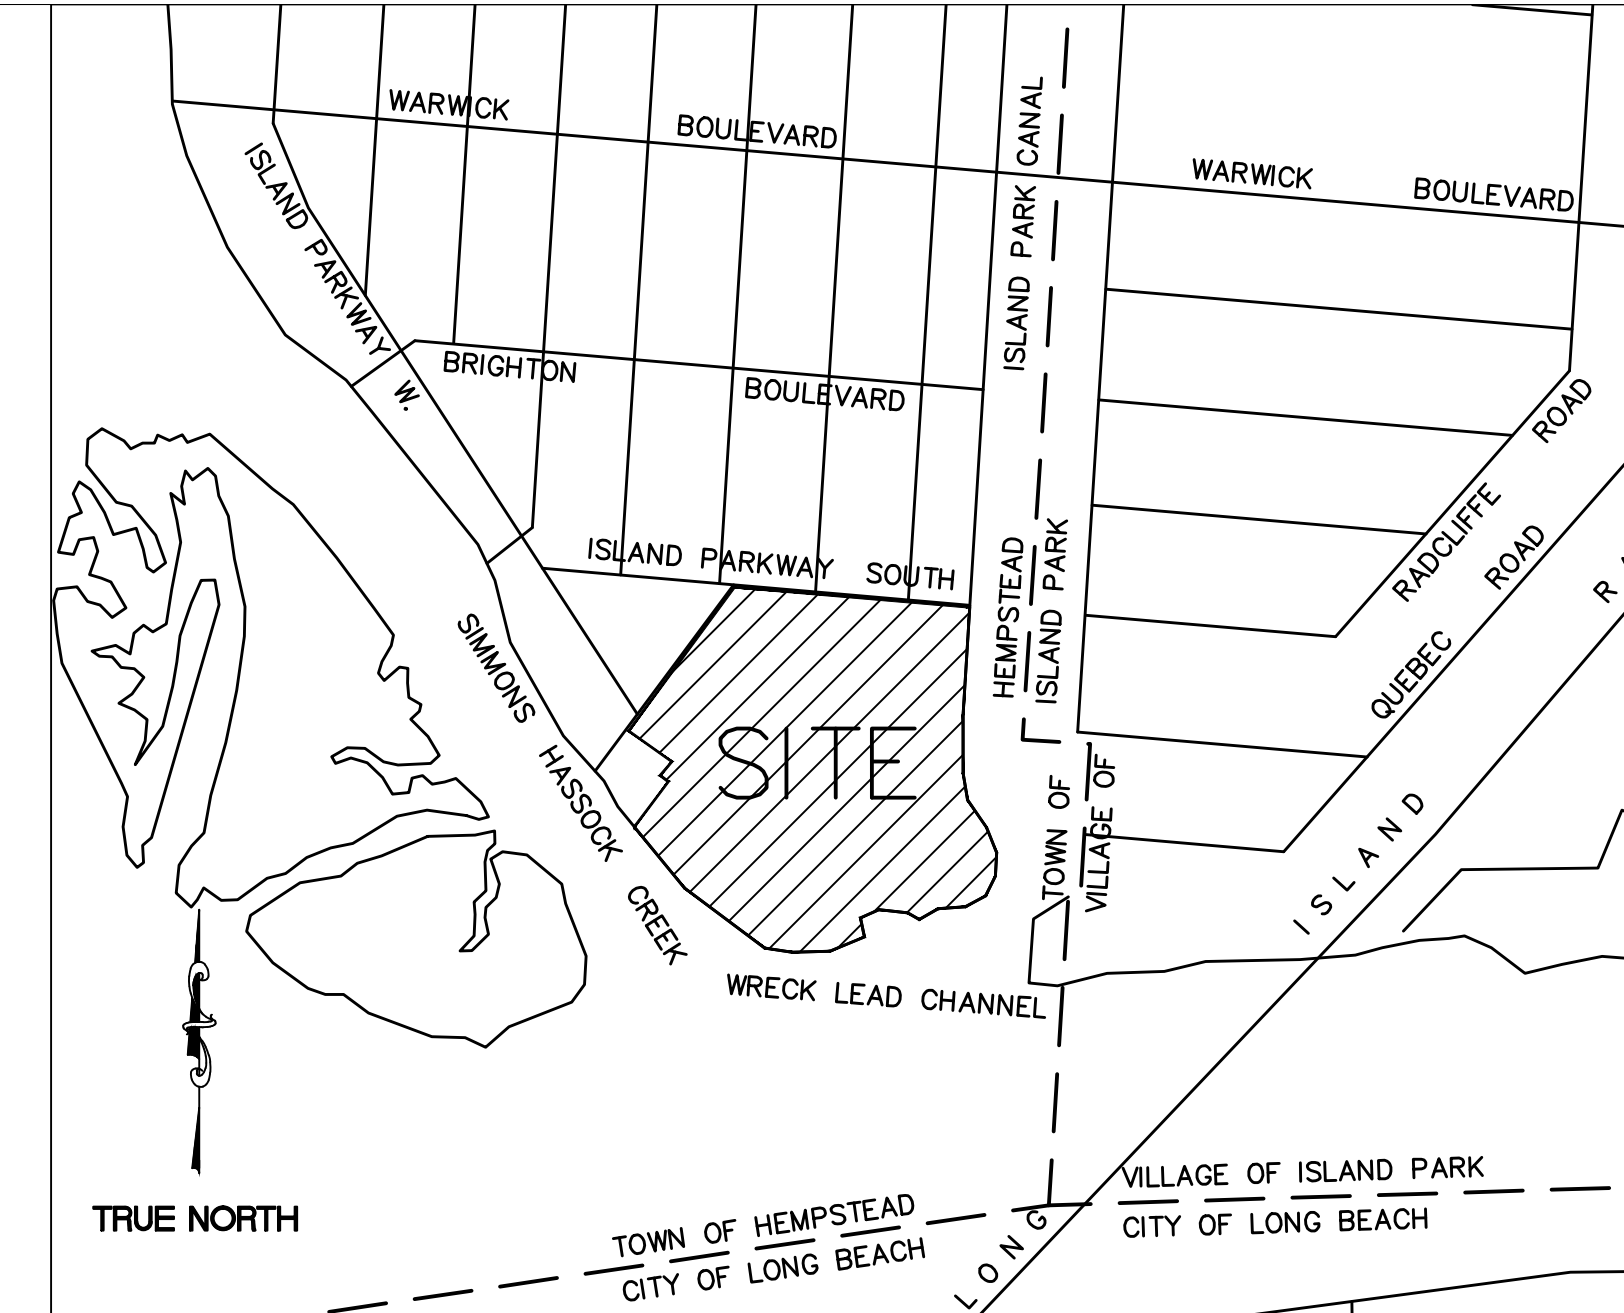 WARWICK BOULEVARD
WARWICK BOULEVARD
ISLAND PARK CANAL
ISLAND PARKWAY W.
BRIGHTON BOULEVARD
RADCLIFFE ROAD
QUEBEC ROAD
ISLAND PARKWAY SOUTH
HEMPSTEAD
ISLAND PARK
SIMMONS HASSOCK CREEK
SITE
TOWN OF
VILLAGE OF
LONG ISLAND R
WRECK LEAD CHANNEL
TRUE NORTH
VILLAGE OF ISLAND PARK
CITY OF LONG BEACH
TOWN OF HEMPSTEAD
CITY OF LONG BEACH